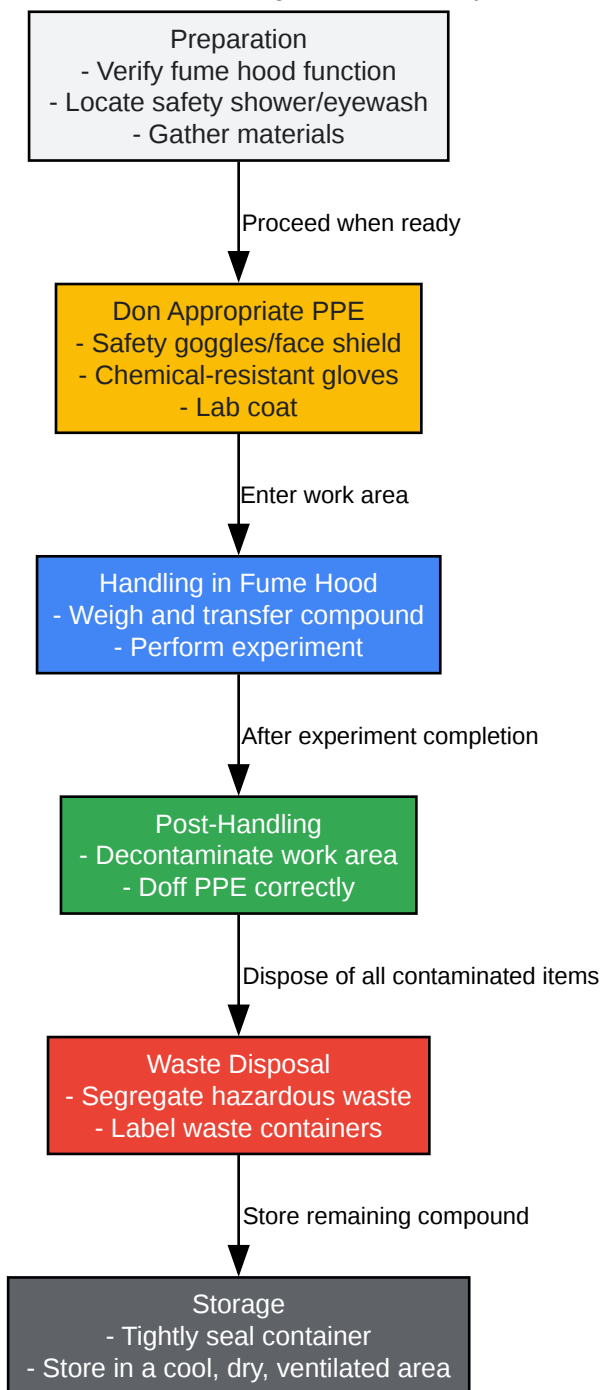 Preparation
- Verify fume hood function
- Locate safety shower/eyewash
- Gather materials
Proceed when ready
Don Appropriate PPE
- Safety goggles/face shield
- Chemical-resistant gloves
- Lab coat
Enter work area
Handling in Fume Hood
- Weigh and transfer compound
- Perform experiment
After experiment completion
Post-Handling
- Decontaminate work area
- Doff PPE correctly
Dispose of all contaminated items
Waste Disposal
- Segregate hazardous waste
- Label waste containers
Store remaining compound
Storage
- Tightly seal container
- Store in a cool, dry, ventilated area